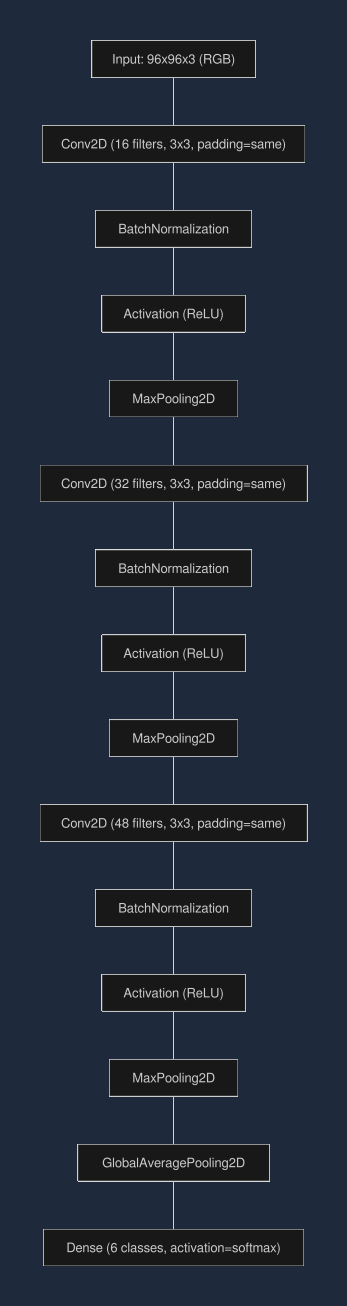 Input: 96x96x3 (RGB)
Conv2D (16 filters, 3x3, padding=same)
BatchNormalization
Activation (ReLU)
MaxPooling2D
Conv2D (32 filters, 3x3, padding=same)
BatchNormalization
Activation (ReLU)
MaxPooling2D
Conv2D (48 filters, 3x3, padding=same)
BatchNormalization
Activation (ReLU)
MaxPooling2D
GlobalAveragePooling2D
Dense (6 classes, activation=softmax)